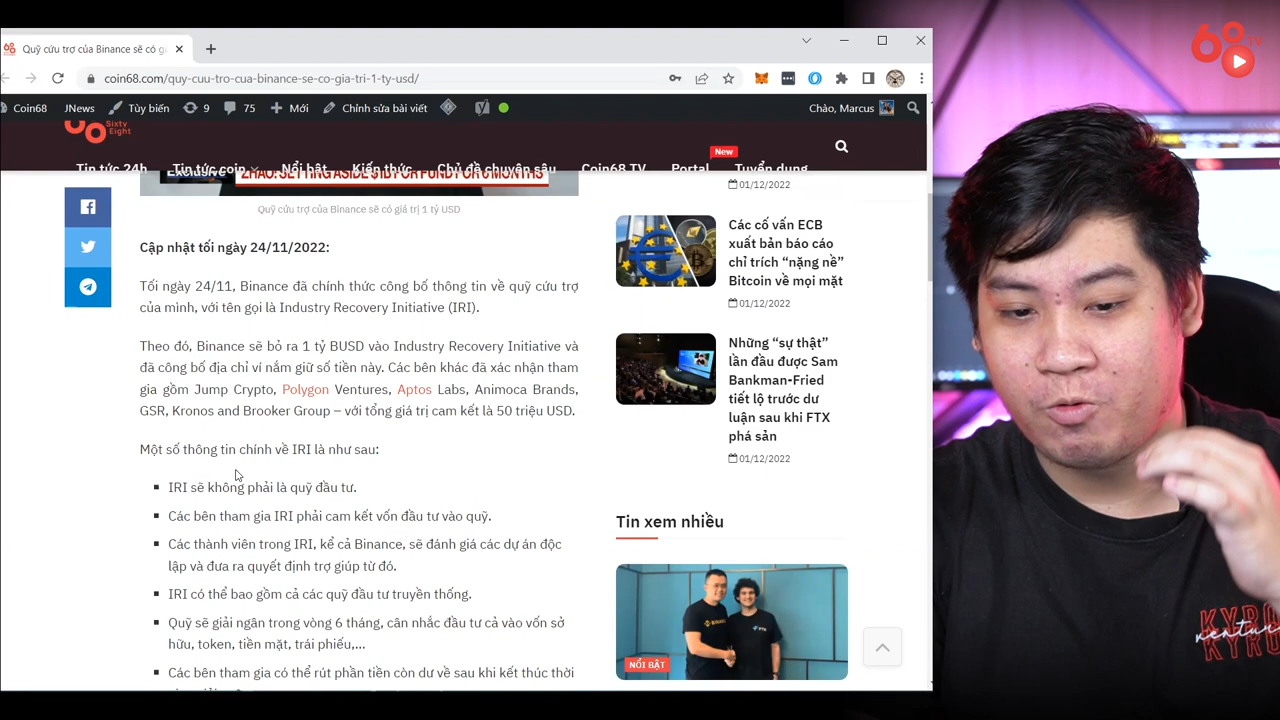 Quỹ cứu trợ của Binance sẽ có g
coin68.com/quy-cuu-tro-cua-binance-se-co-gia-tri-1-ty-usd/
Coin68
JNews
Tùy biến
9
75
Mới
Chỉnh sửa bài viết
Chào, Marcus
Sixty
Eight
New
Tin tức 24h
Tin tức coin
Nổi bật
Kiến thức
Chủ đề chuyên sâu
Coin68 TV
Portal
Tuyển dụng
Quỹ cứu trợ của Binance sẽ có giá trị 1 tỷ USD
Cập nhật tối ngày 24/11/2022:
Tối ngày 24/11, Binance đã chính thức công bố thông tin về quỹ cứu trợ
của mình, với tên gọi là Industry Recovery Initiative (IRI).
Theo đó, Binance sẽ bỏ ra 1 tỷ BUSD vào Industry Recovery Initiative và
đã công bố địa chỉ ví nắm giữ số tiền này. Các bên khác đã xác nhận tham
gia gồm Jump Crypto, Polygon Ventures, Aptos Labs, Animoca Brands,
GSR, Kronos and Brooker Group – với tổng giá trị cam kết là 50 triệu USD.
Một số thông tin chính về IRI là như sau:
IRI sẽ không phải là quỹ đầu tư.
Các bên tham gia IRI phải cam kết vốn đầu tư vào quỹ.
Các thành viên trong IRI, kể cả Binance, sẽ đánh giá các dự án độc
lập và đưa ra quyết định trợ giúp từ đó.
IRI có thể bao gồm cả các quỹ đầu tư truyền thống.
Quỹ sẽ giải ngân trong vòng 6 tháng, cân nhắc đầu tư cả vào vốn sở
hữu, token, tiền mặt, trái phiếu,...
Các bên tham gia có thể rút phần tiền còn dư về sau khi kết thúc thời
01/12/2022
Các cố vấn ECB
xuất bản báo cáo
chỉ trích “nặng nề”
Bitcoin về mọi mặt
01/12/2022
Những “sự thật”
lần đầu được Sam
Bankman-Fried
tiết lộ trước dư
luận sau khi FTX
phá sản
01/12/2022
Tin xem nhiều
BINANCE
FTX
NỔI BẬT
68
TV
KYRO
ventur
KYRO